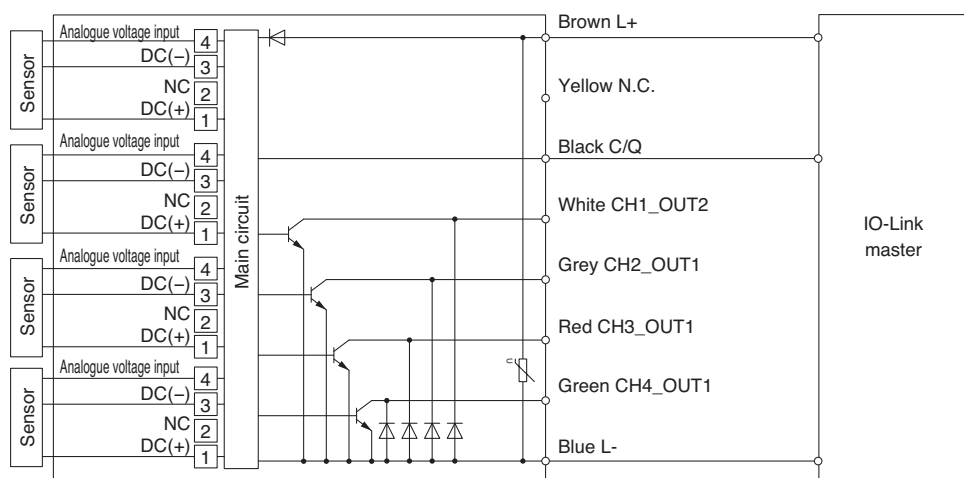 Sensor
Analogue voltage input
4
DC(−)
3
NC
2
DC(+)
1
Sensor
Analogue voltage input
4
DC(−)
3
NC
2
DC(+)
1
Sensor
Analogue voltage input
4
DC(−)
3
NC
2
DC(+)
1
Sensor
Analogue voltage input
4
DC(−)
3
NC
2
DC(+)
1
Main circuit
Brown L+
Yellow N.C.
Black C/Q
White CH1_OUT2
Grey CH2_OUT1
Red CH3_OUT1
Green CH4_OUT1
Blue L-
IO-Link
master